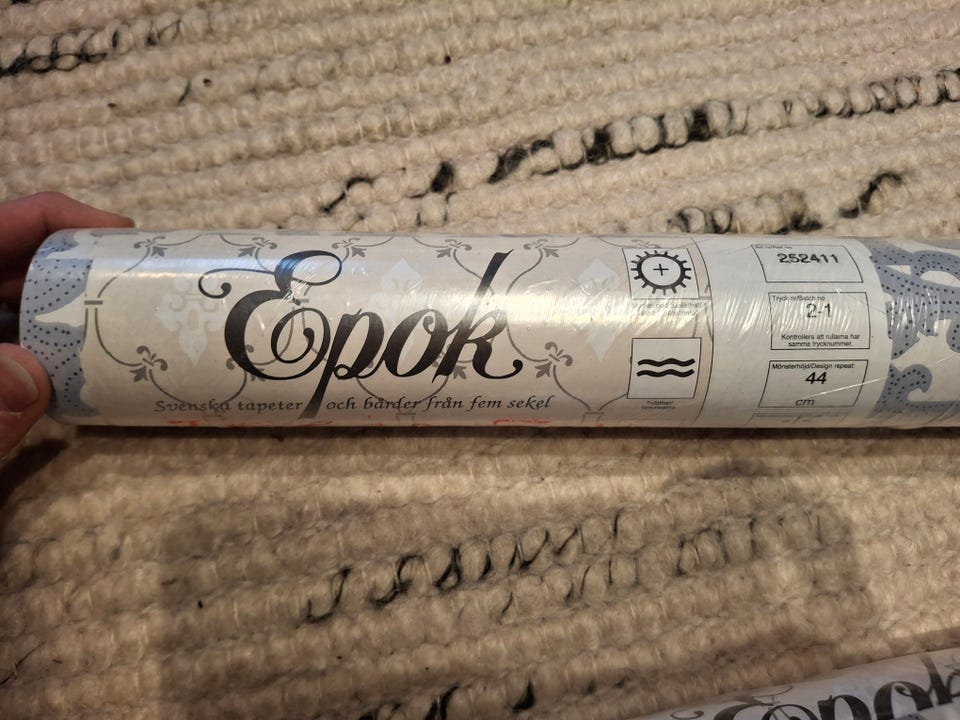 Epok
Svenska tapeter och bårder från fem sekel
252411
Tryck nr/Batch no
2-1
Kontrollera att rullarna har
samma trycknummer.
Mönsterhöjd/Design repeat:
44
cm
Epok